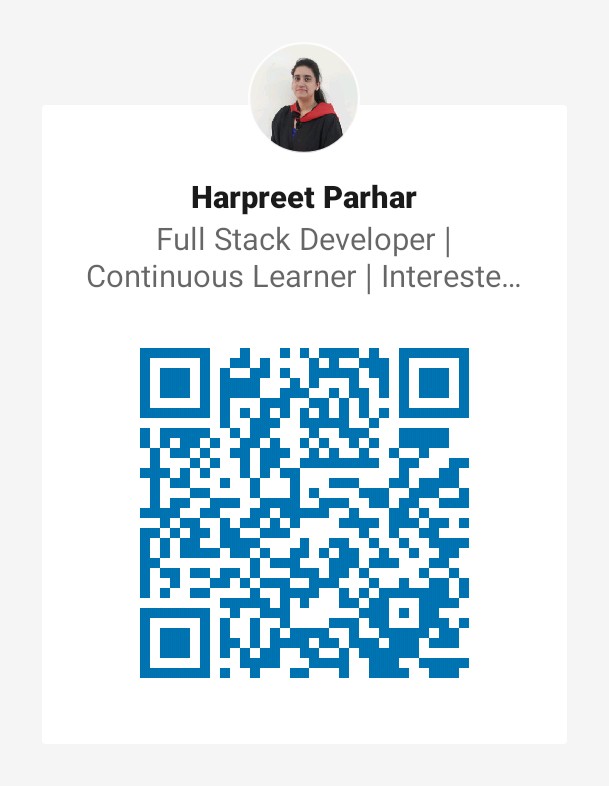 Harpreet Parhar
Full Stack Developer |
Continuous Learner | Intereste...